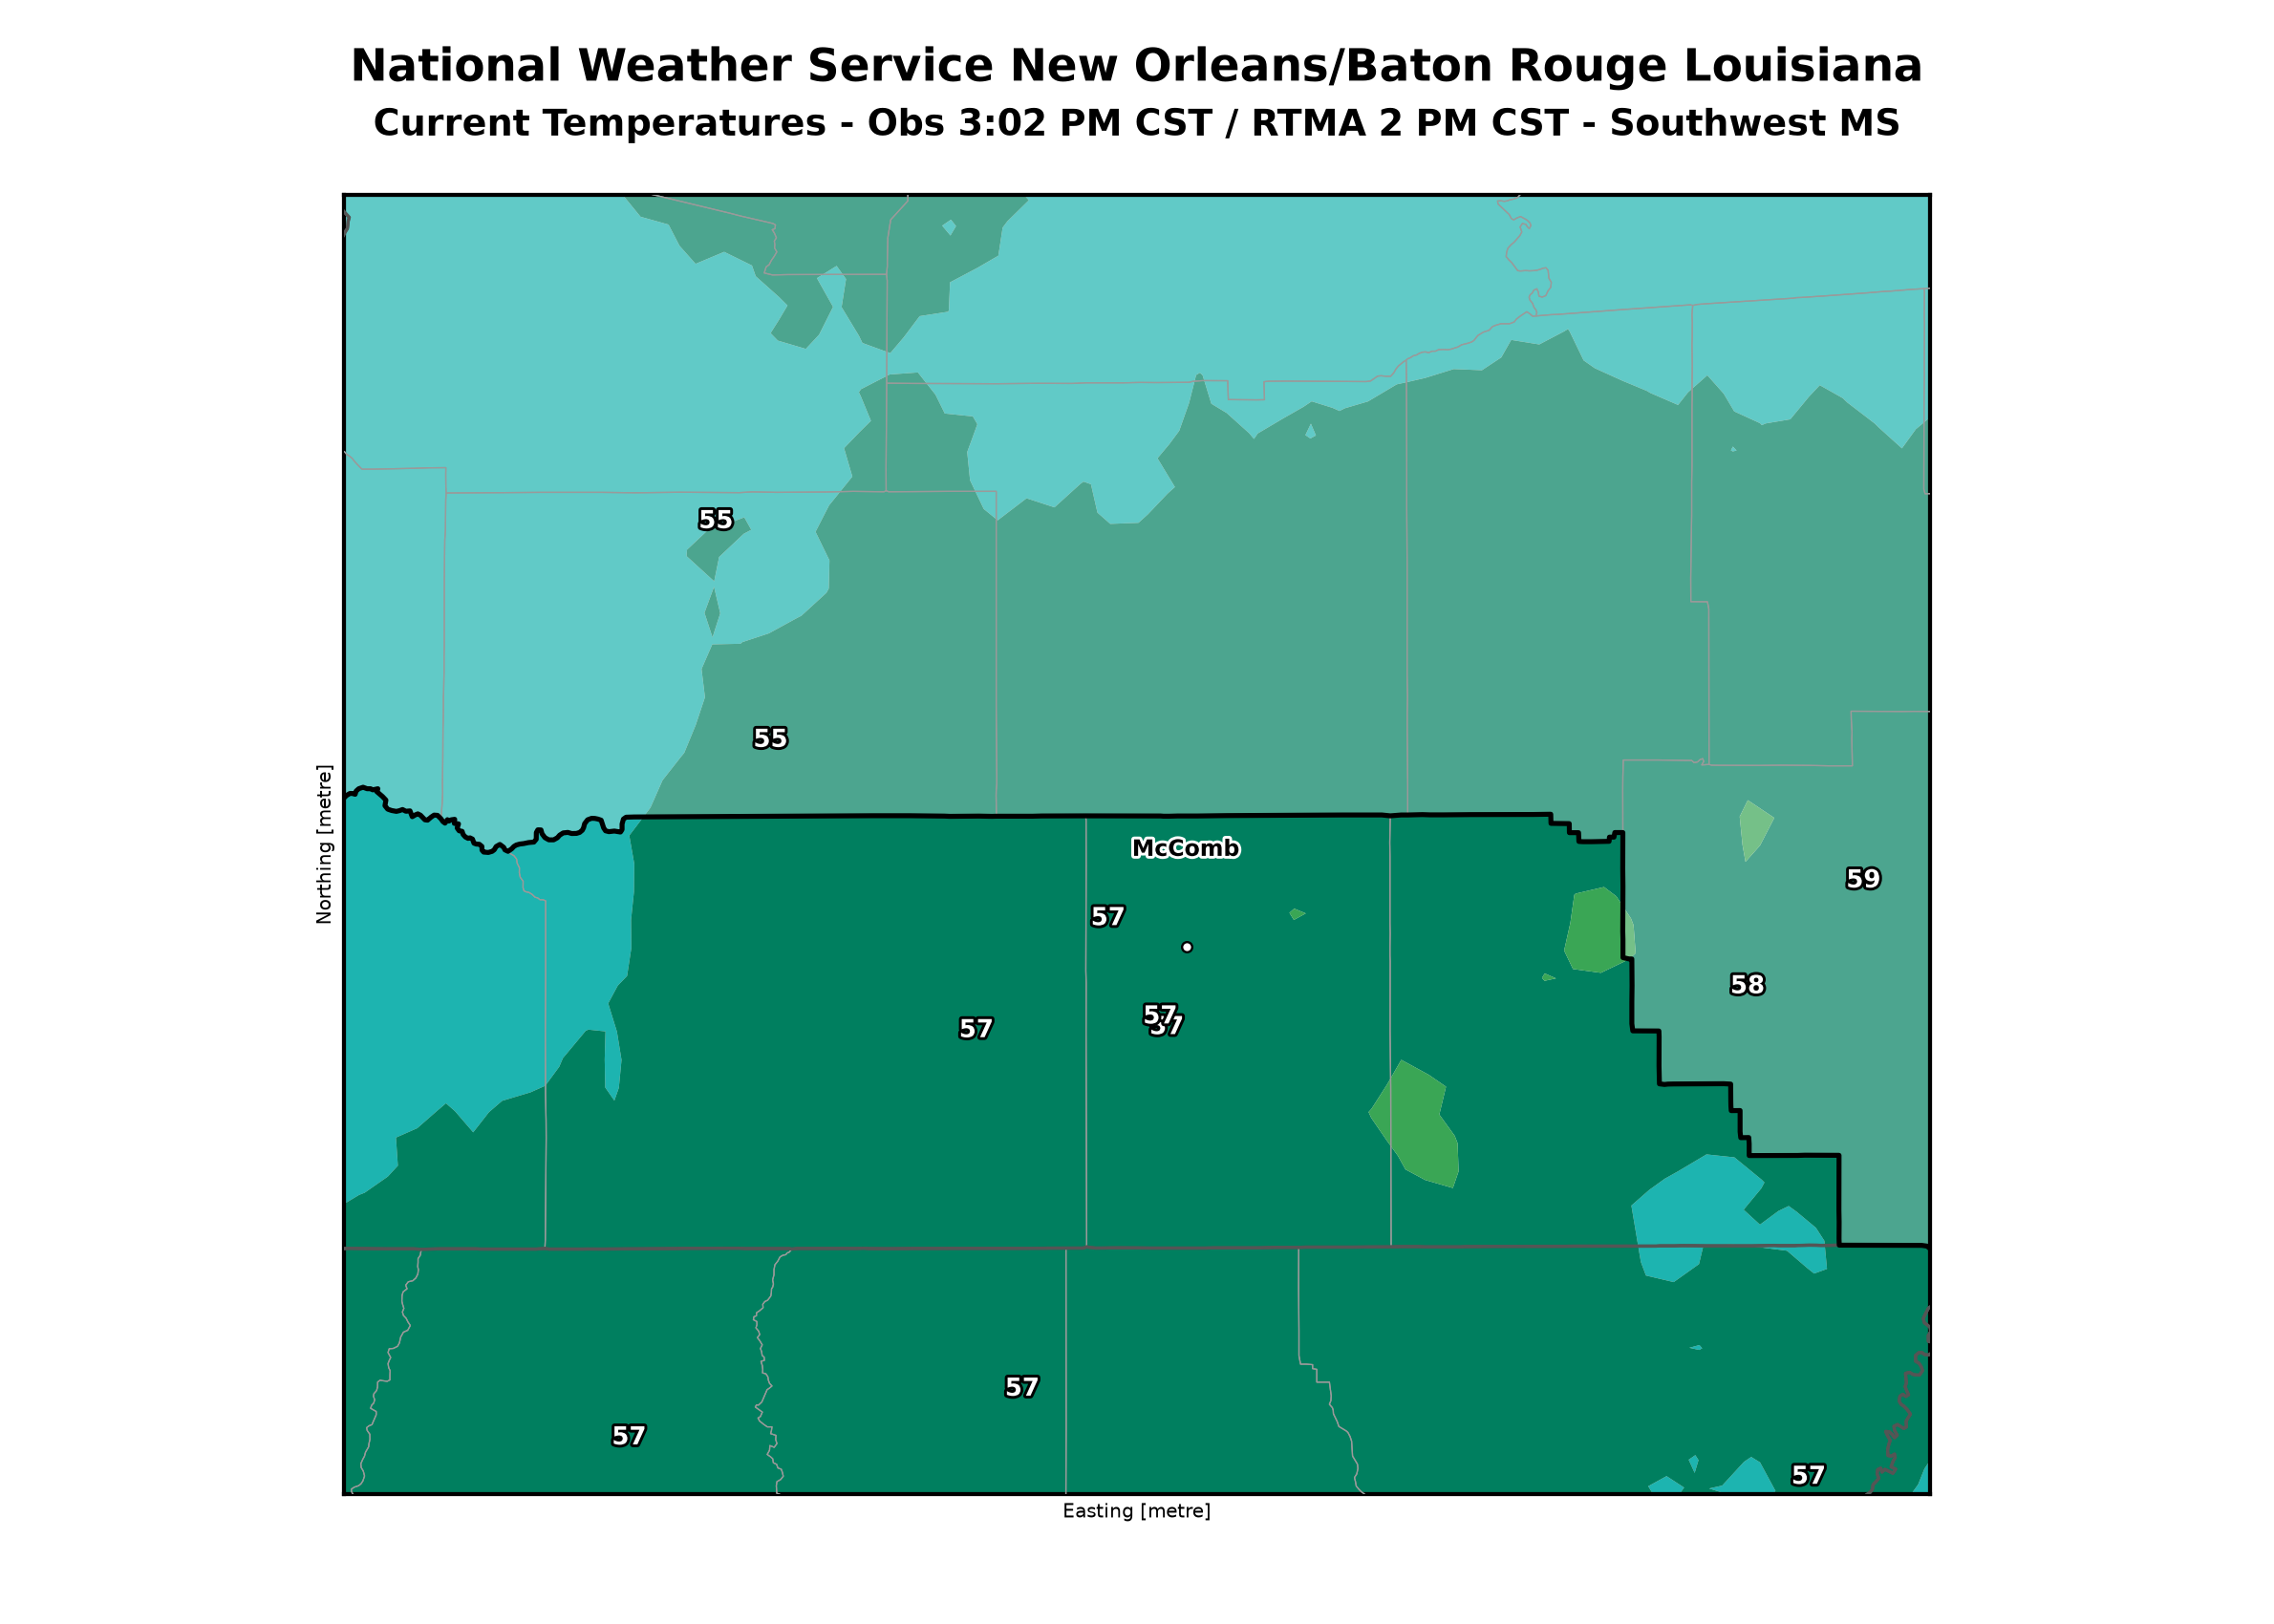 National Weather Service New Orleans/Baton Rouge Louisiana
Current Temperatures - Obs 3:02 PM CST / RTMA 2 PM CST - Southwest MS
55
55
McComb
59
57
58
57
57
57
57
57
Northing [metre]
Easting [metre]